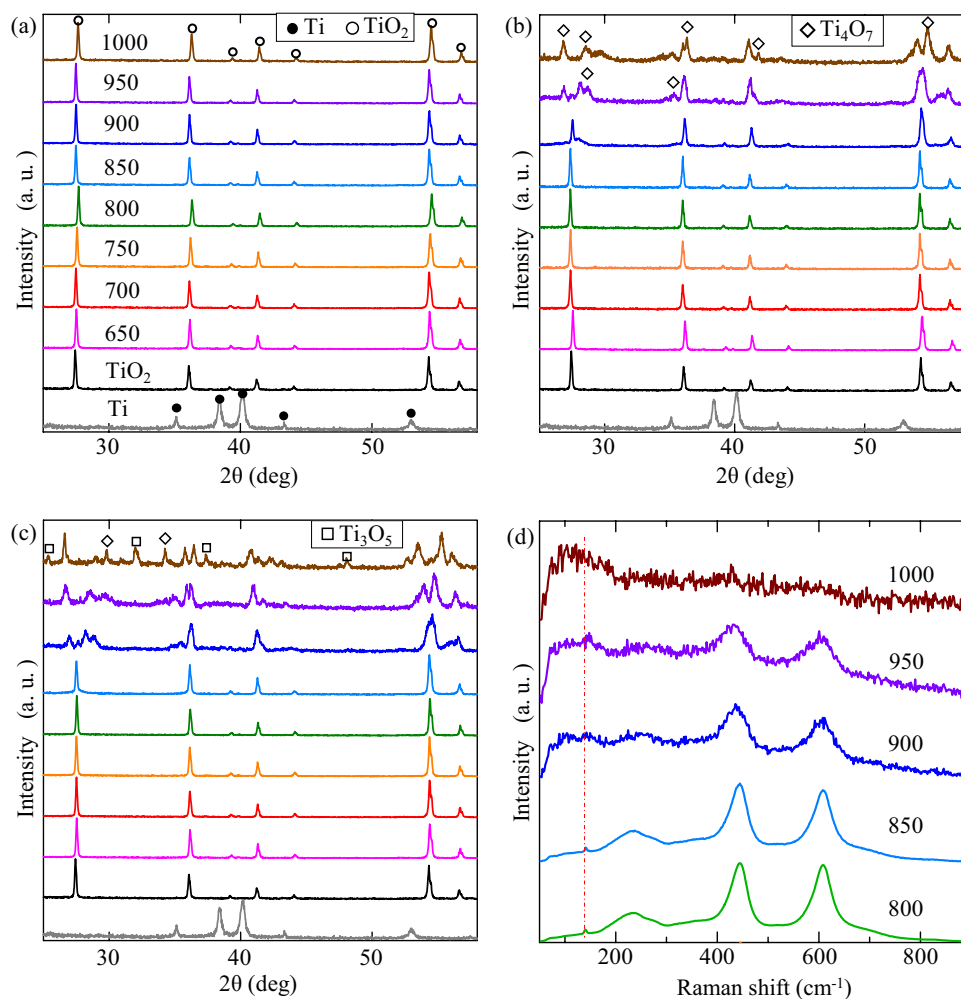 (a)
● Ti ○ TiO₂
1000
950
900
850
800
750
700
650
TiO₂
Ti
Intensity (a. u. )
30 40 50
2θ (deg)
(b)
◇ Ti₄O₇
Intensity (a. u. )
30 40 50
2θ (deg)
(c)
□ Ti₃O₅
Intensity (a. u. )
30 40 50
2θ (deg)
(d)
1000
950
900
850
800
Intensity (a. u. )
200 400 600 800
Raman shift (cm⁻¹)